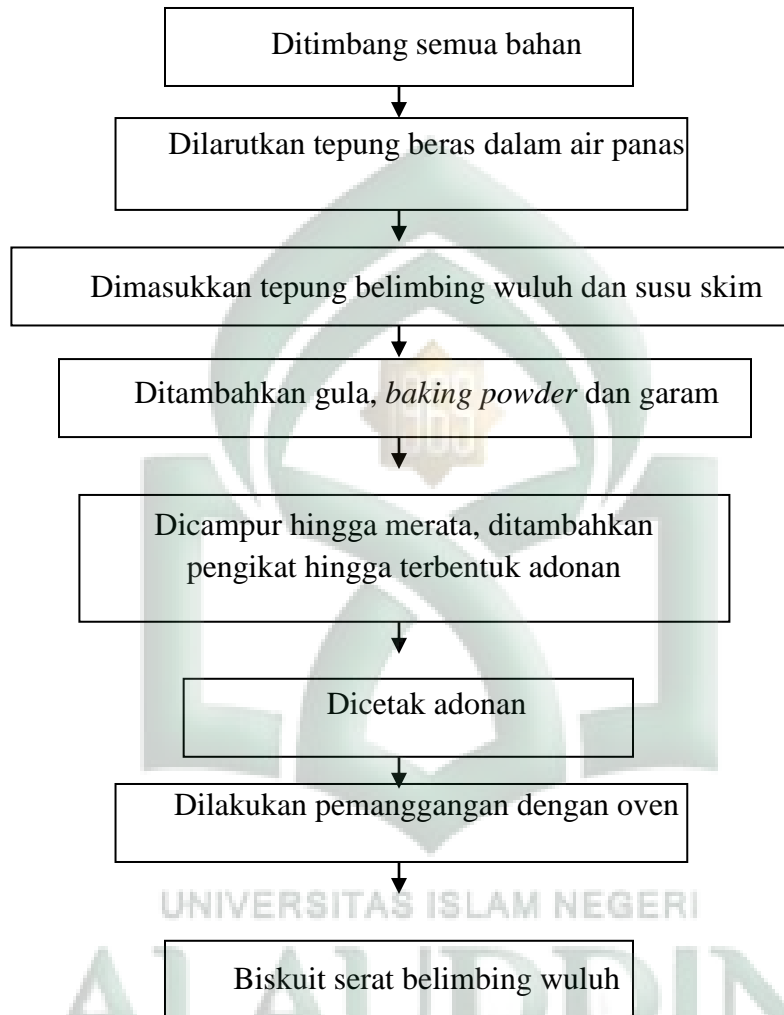 Ditimbang semua bahan
Dilarutkan tepung beras dalam air panas
Dimasukkan tepung belimbing wuluh dan susu skim
Ditambahkan gula, baking powder dan garam
1965
Dicampur hingga merata, ditambahkan
pengikat hingga terbentuk adonan
Dicetak adonan
Dilakukan pemanggangan dengan oven
UNIVERSITAS ISLAM NEGERI
ALAUDDIN
Biskuit serat belimbing wuluh